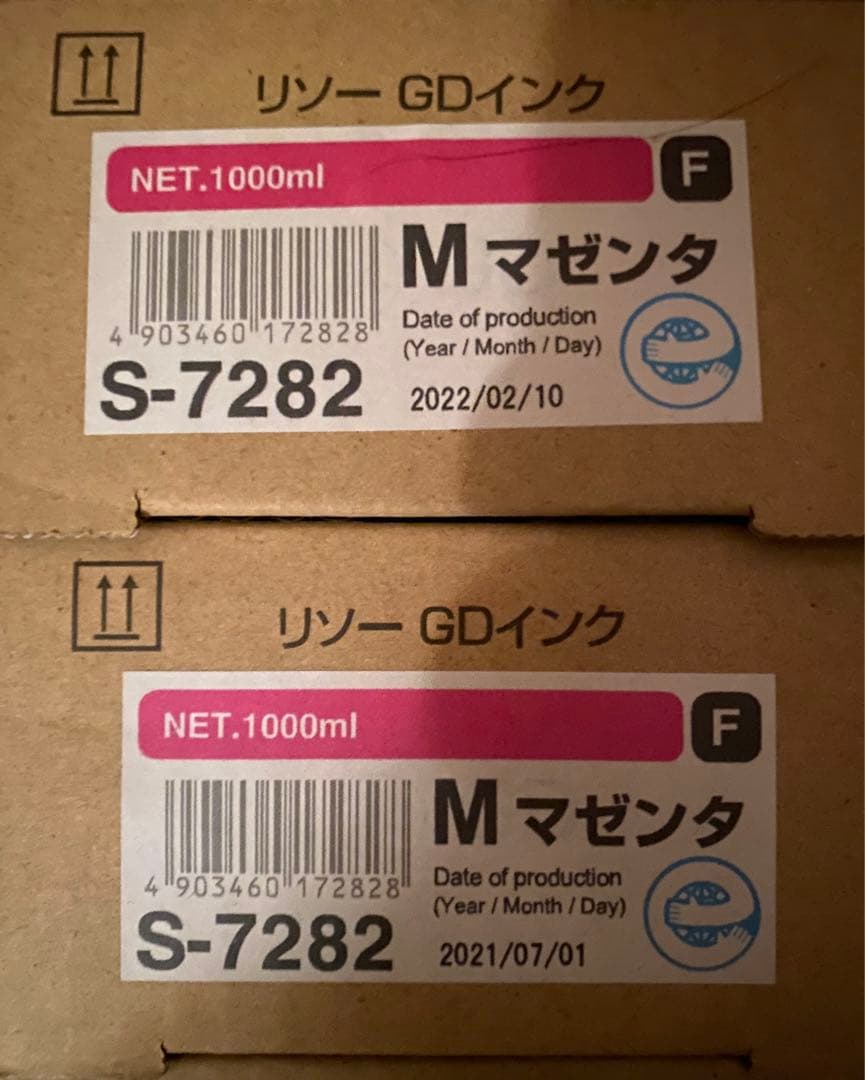 リソー GDインク
NET.1000ml F
M マゼンタ
4 903460 172828
Date of production
(Year / Month / Day)
S-7282
2022/02/10
リソー GDインク
NET.1000ml F
M マゼンタ
4 903460 172828
Date of production
(Year / Month / Day)
S-7282
2021/07/01